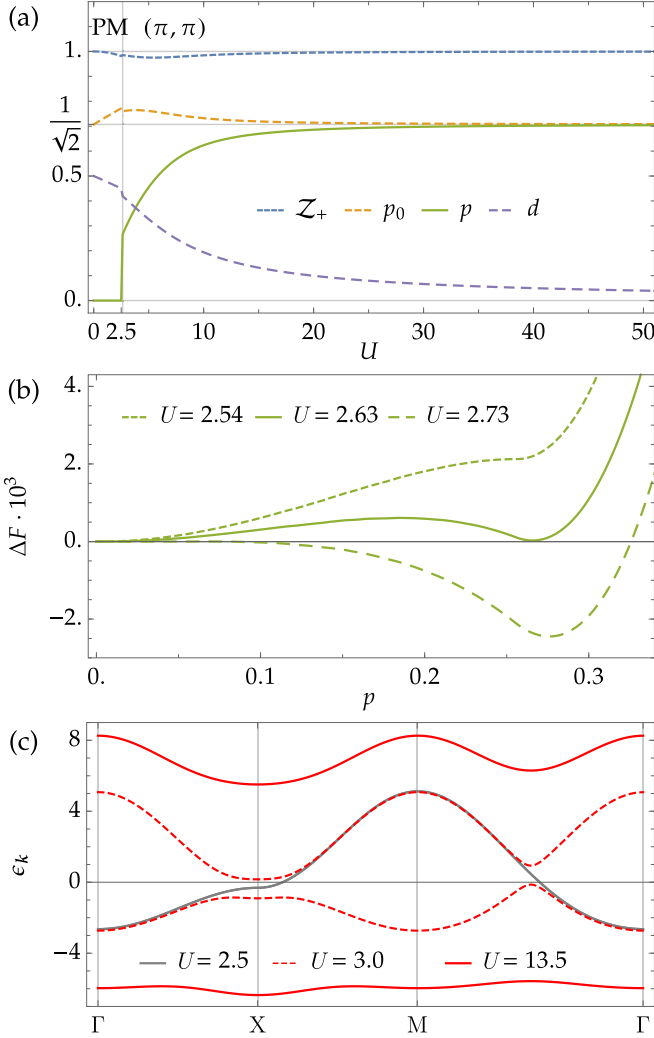 (a)
PM (π, π)
1.
1/√2
0.5
0.
𝒵₊ p₀ p d
0 2.5 10 20 30 40 50
U
(b)
4.
2.
0.
−2.
ΔF · 10³
U = 2.54 U = 2.63 U = 2.73
0. 0.1 0.2 0.3
p
(c)
8
4
0
−4
ϵₖ
U = 2.5 U = 3.0 U = 13.5
Γ X M Γ